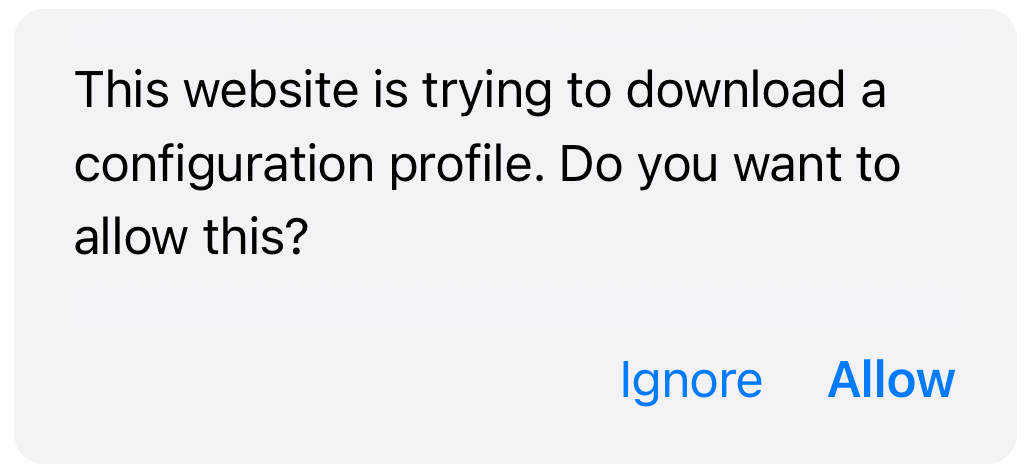 This website is trying to download a
configuration profile. Do you want to
allow this?
Ignore Allow